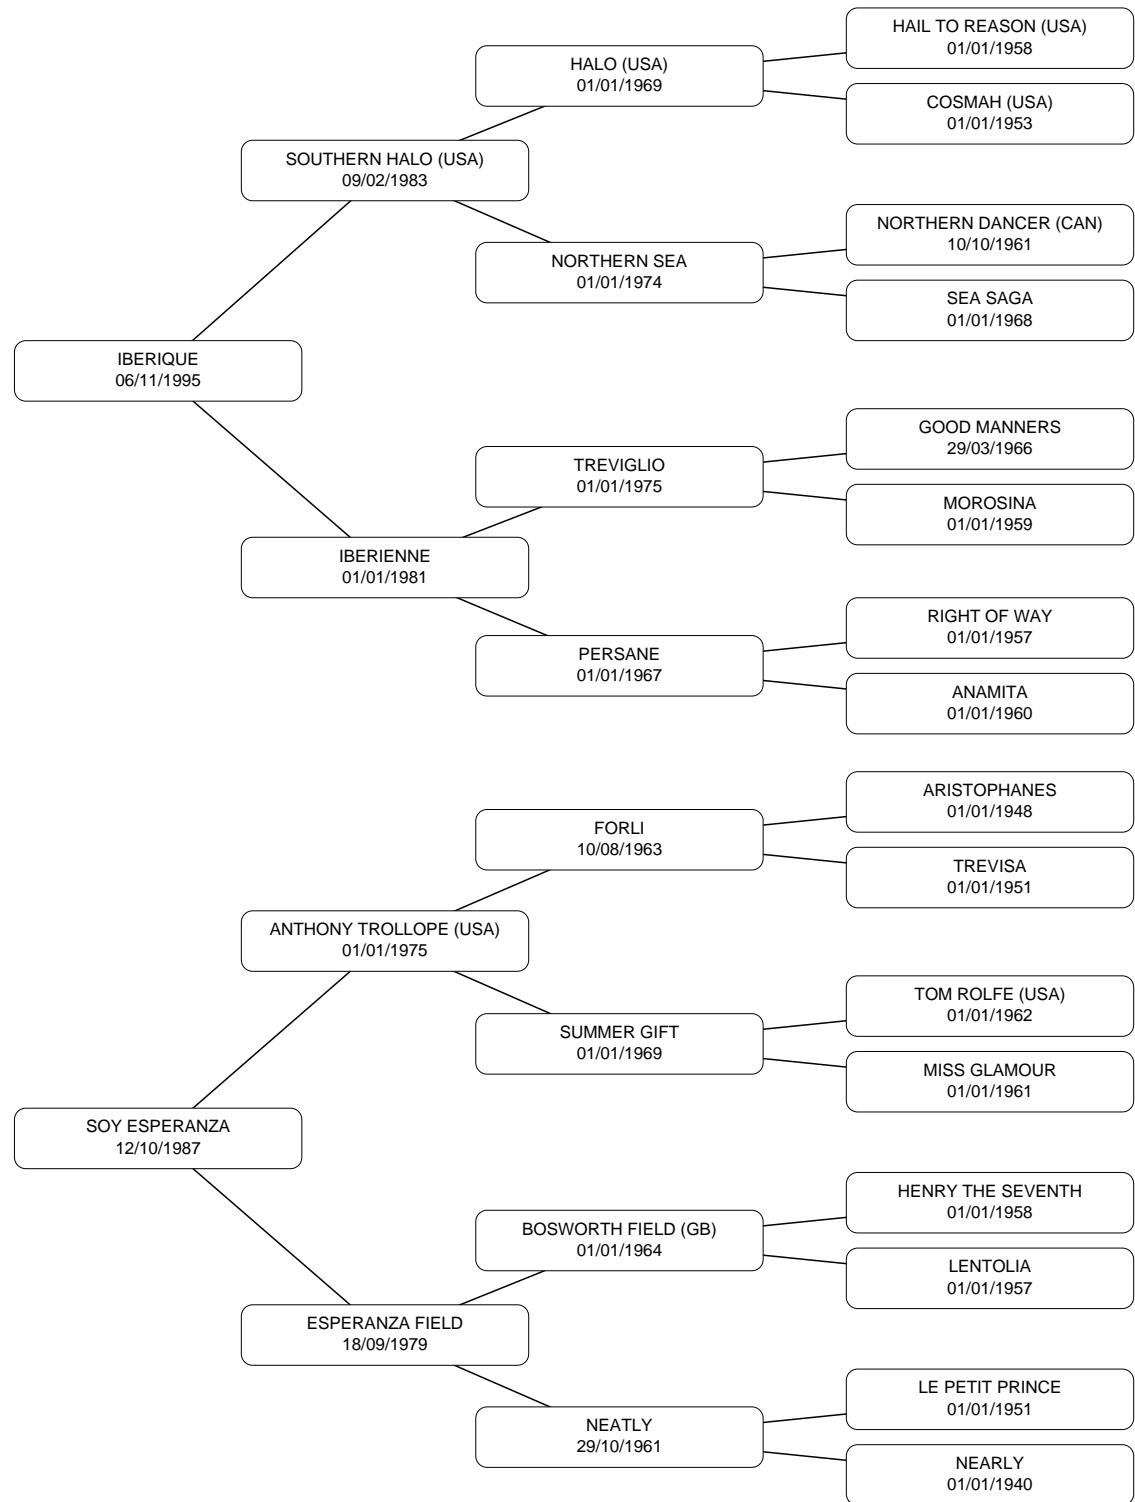 HAIL TO REASON (USA)
01/01/1958
HALO (USA)
01/01/1969
COSMAH (USA)
01/01/1953
SOUTHERN HALO (USA)
09/02/1983
NORTHERN DANCER (CAN)
10/10/1961
NORTHERN SEA
01/01/1974
SEA SAGA
01/01/1968
IBERIQUE
06/11/1995
GOOD MANNERS
29/03/1966
TREVIGLIO
01/01/1975
MOROSINA
01/01/1959
IBERIENNE
01/01/1981
RIGHT OF WAY
01/01/1957
PERSANE
01/01/1967
ANAMITA
01/01/1960
ARISTOPHANES
01/01/1948
FORLI
10/08/1963
TREVISA
01/01/1951
ANTHONY TROLLOPE (USA)
01/01/1975
TOM ROLFE (USA)
01/01/1962
SUMMER GIFT
01/01/1969
MISS GLAMOUR
01/01/1961
SOY ESPERANZA
12/10/1987
HENRY THE SEVENTH
01/01/1958
BOSWORTH FIELD (GB)
01/01/1964
LENTOLIA
01/01/1957
ESPERANZA FIELD
18/09/1979
LE PETIT PRINCE
01/01/1951
NEATLY
29/10/1961
NEARLY
01/01/1940